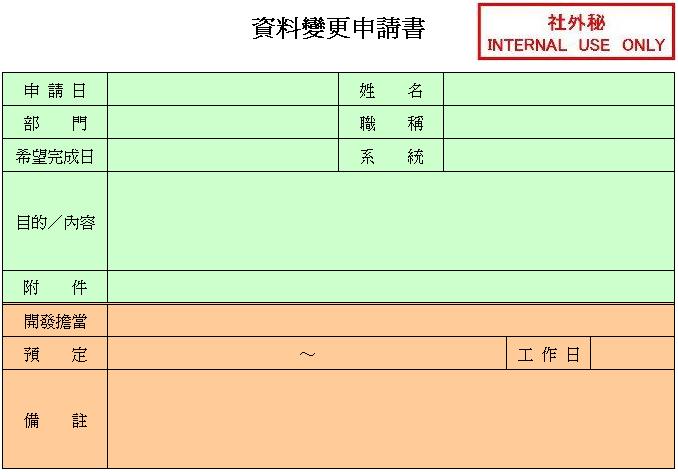 資料變更申請書
社外秘
INTERNAL USE ONLY
申請日
姓名
部門
職稱
希望完成日
系統
目的／內容
附件
開發擔當
預定
～
工作日
備註